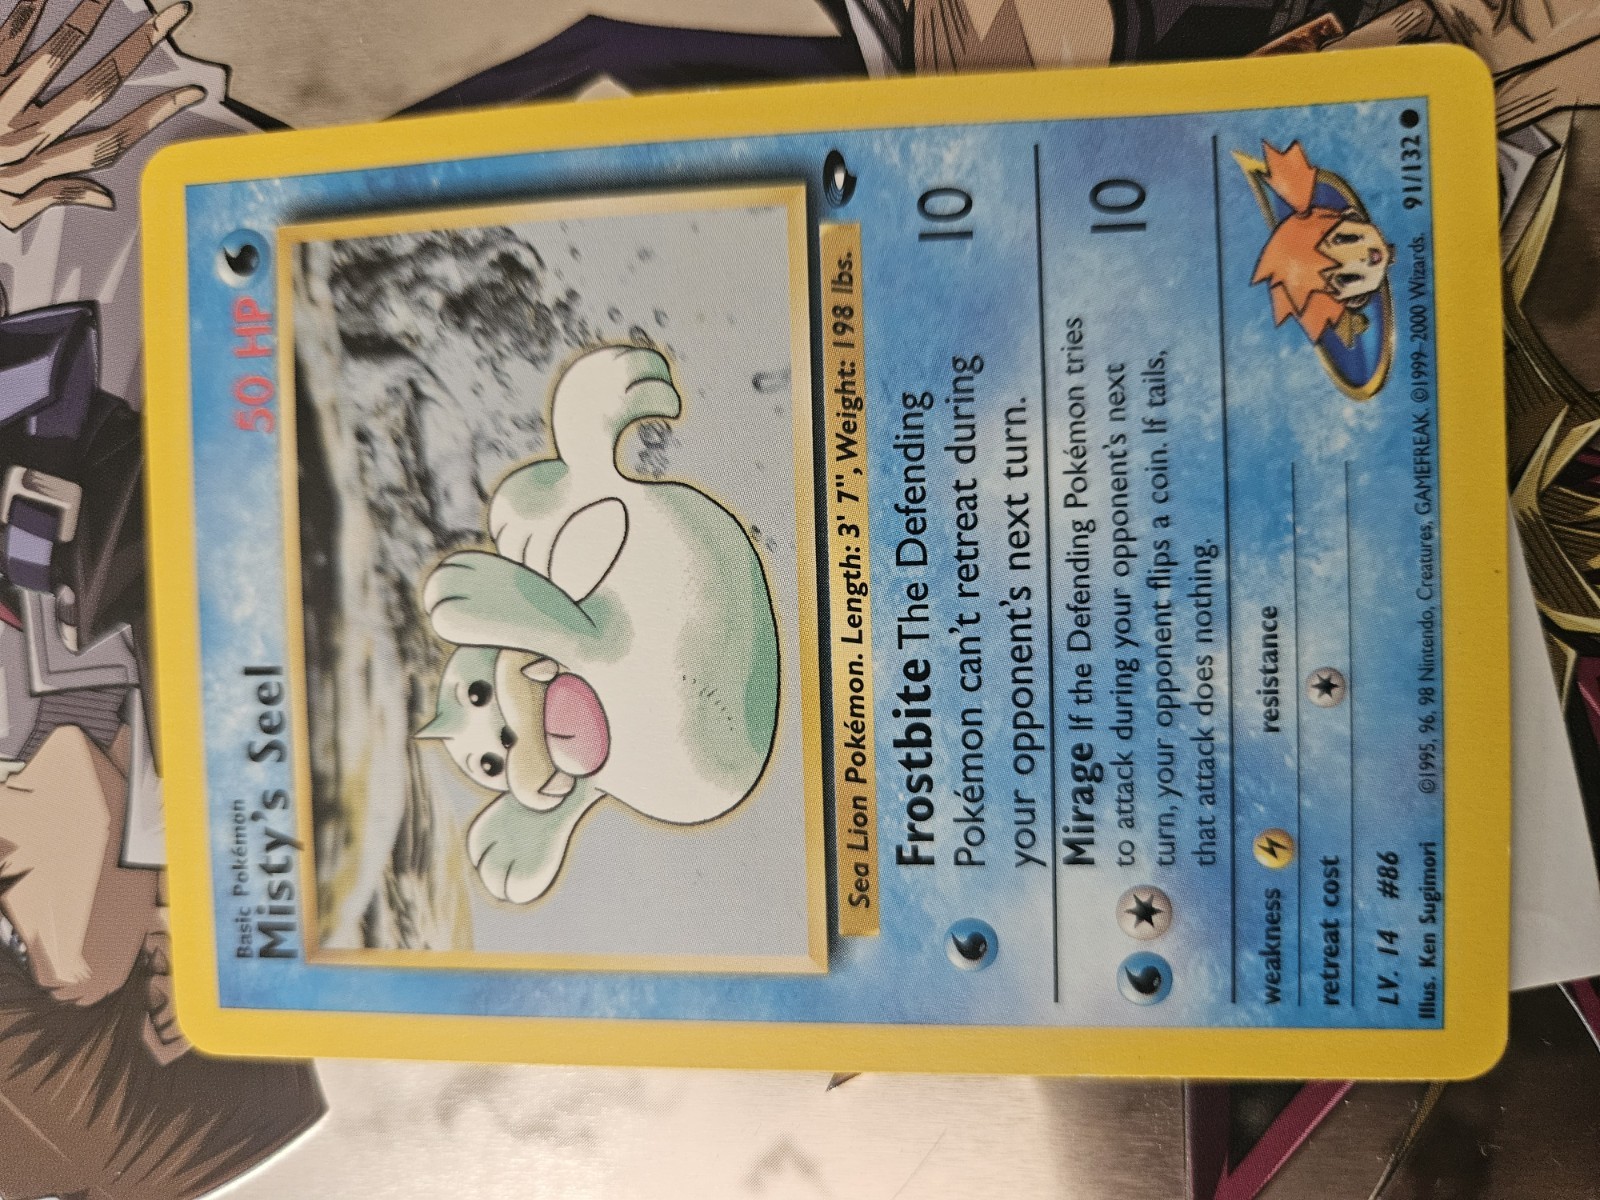 Basic Pokémon
Misty's Seel
50 HP
Sea Lion Pokémon. Length: 3' 7", Weight: 198 lbs.
Frostbite The Defending
Pokémon can't retreat during
your opponent's next turn.
10
Mirage If the Defending Pokémon tries
to attack during your opponent's next
turn, your opponent flips a coin. If tails,
that attack does nothing.
10
weakness
resistance
retreat cost
LV. 14 #86
Illus. Ken Sugimori
©1995, 96, 98 Nintendo, Creatures, GAMEFREAK. ©1999-2000 Wizards.
91/132